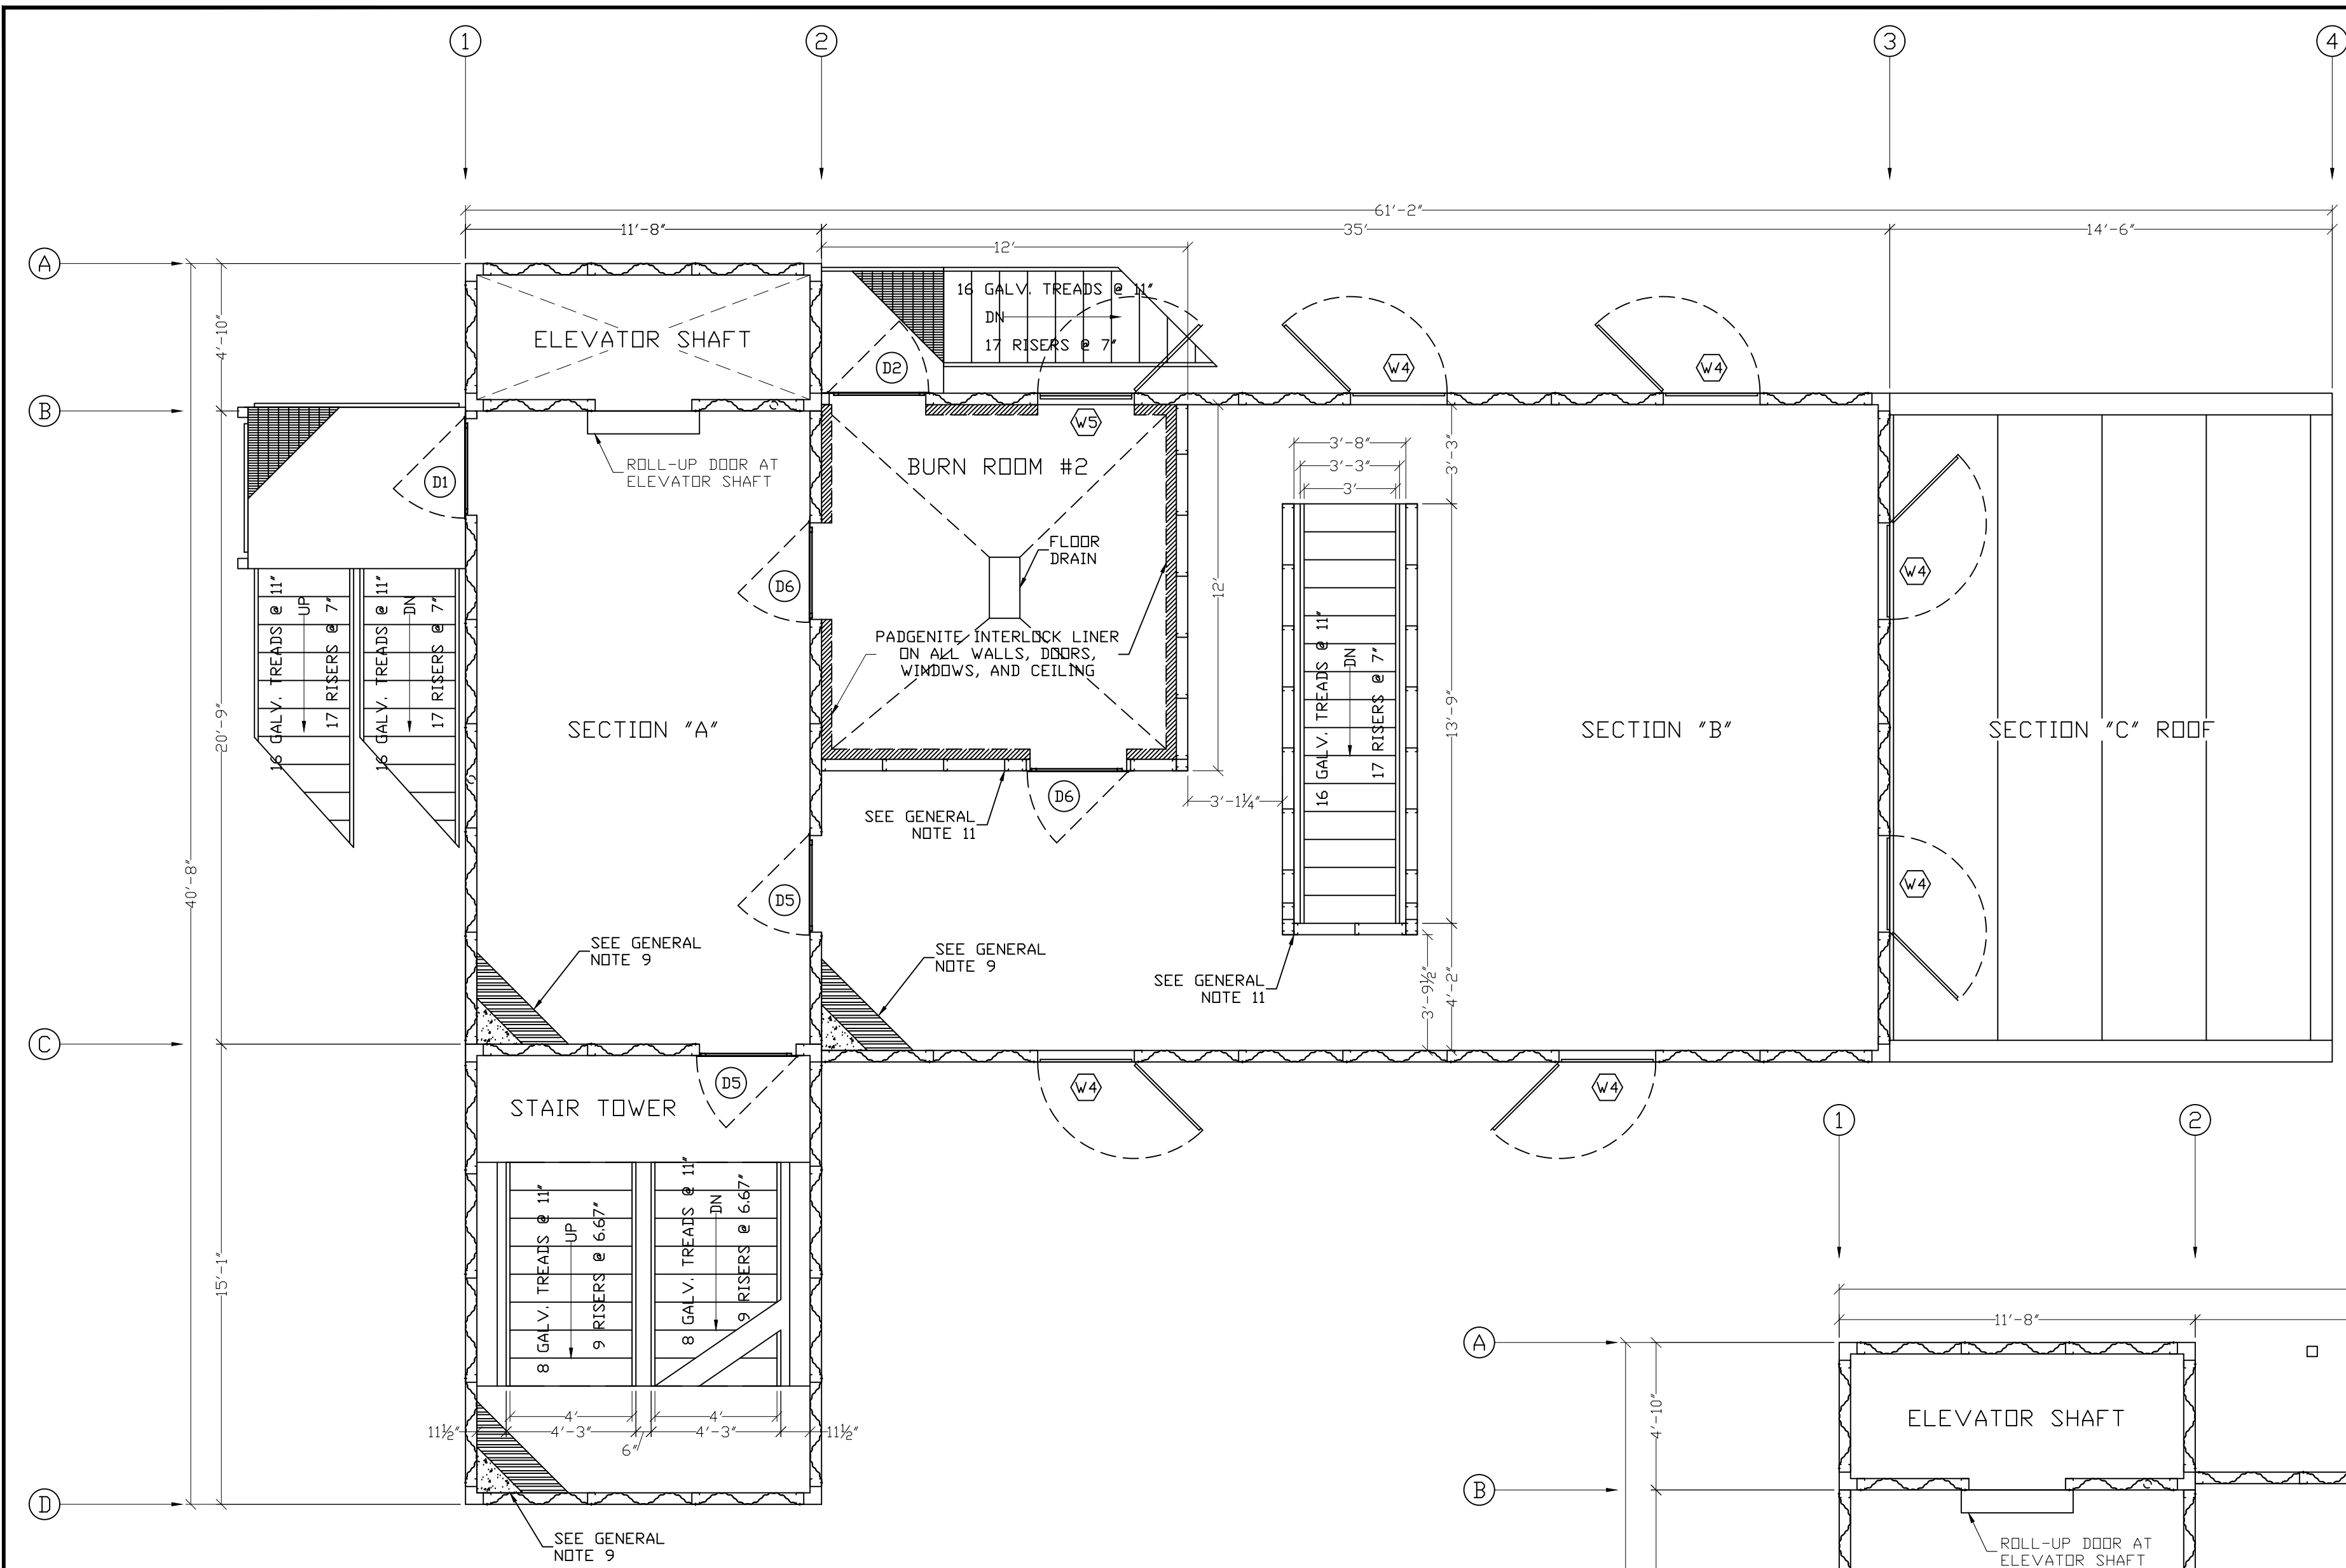 1
2
3
4
61'-2"
11'-8"
35'
14'-6"
12'
A
B
C
D
4'-10"
20'-9"
15'-1"
40'-8"
ELEVATOR SHAFT
16 GALV. TREADS @ 11"
DN
17 RISERS @ 7"
D2
W4
W4
W5
D1
ROLL-UP DOOR AT
ELEVATOR SHAFT
BURN ROOM #2
3'-8"
3'-3"
3'
3'-3"
FLOOR
DRAIN
D6
12'
W4
16 GALV. TREADS @ 11"
UP
17 RISERS @ 7"
16 GALV. TREADS @ 11"
DN
17 RISERS @ 7"
PADGENITE INTERLOCK LINER
ON ALL WALLS, DOORS,
WINDOWS, AND CEILING
16 GALV. TREADS @ 11"
DN
17 RISERS @ 7"
13'-9"
SECTION "A"
SECTION "B"
SECTION "C" ROOF
D6
3'-1¼"
SEE GENERAL
NOTE 11
D5
W4
SEE GENERAL
NOTE 9
SEE GENERAL
NOTE 9
SEE GENERAL
NOTE 11
3'-9½"
4'-2"
D5
W4
W4
STAIR TOWER
8 GALV. TREADS @ 11"
UP
9 RISERS @ 6.67"
8 GALV. TREADS @ 11"
DN
9 RISERS @ 6.67"
4'
4'
11½"
4'-3"
6"
4'-3"
11½"
SEE GENERAL
NOTE 9
1
2
11'-8"
A
B
4'-10"
ELEVATOR SHAFT
ROLL-UP DOOR AT
ELEVATOR SHAFT